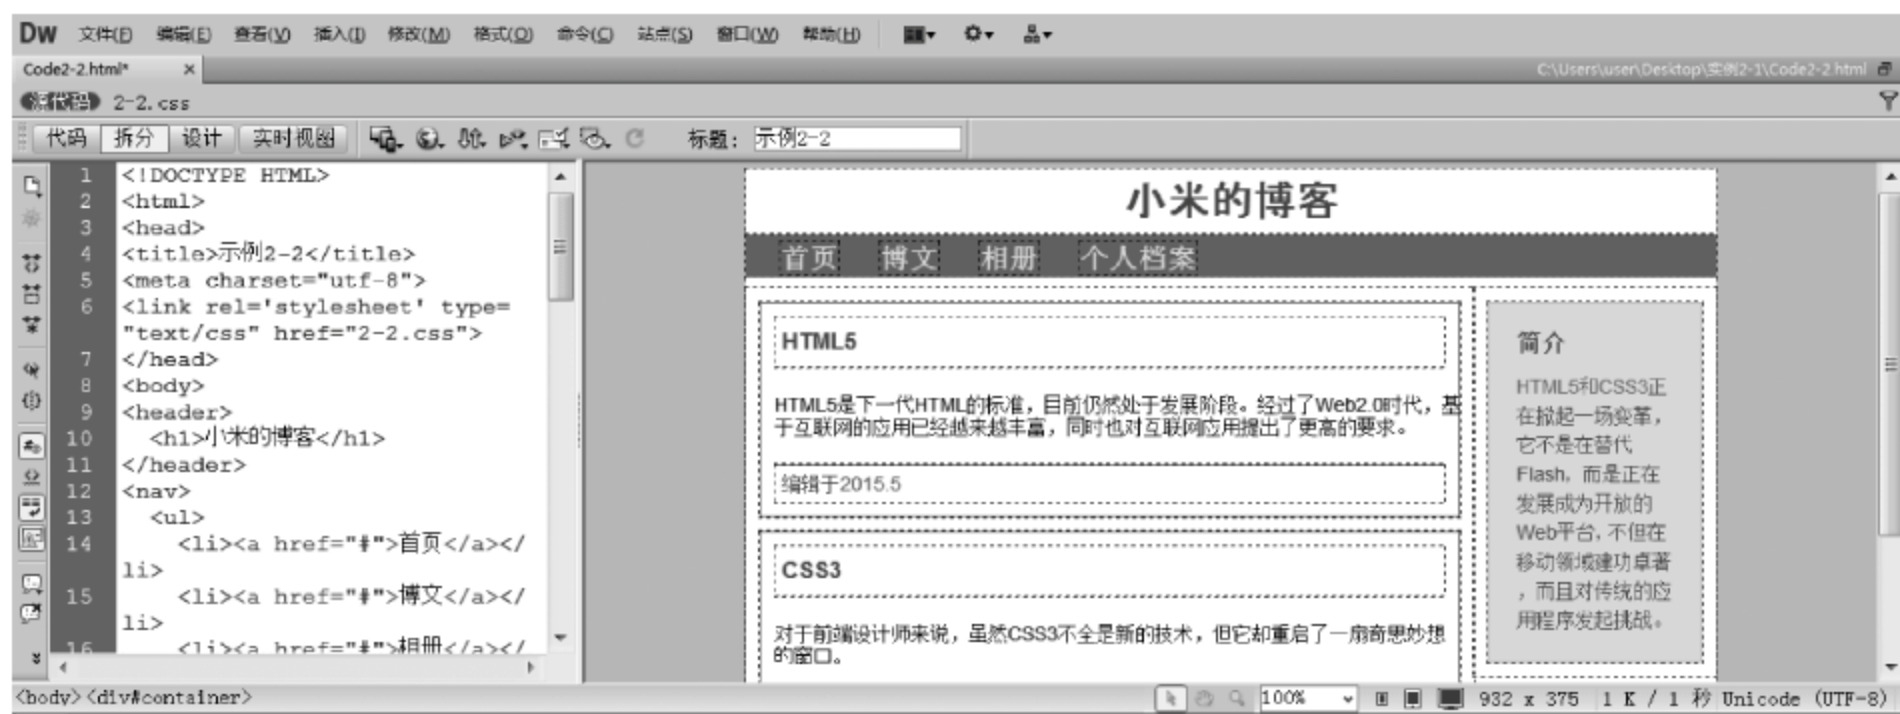 Dw 文件(F) 编辑(E) 查看(V) 插入(I) 修改(M) 格式(O) 命令(C) 站点(S) 窗口(W) 帮助(H)
Code2-2.html* × C:\Users\user\Desktop\实例2-1\Code2-2.html
源代码 2-2.css
代码 拆分 设计 实时视图 标题: 示例2-2
1 <!DOCTYPE HTML>
2 <html>
3 <head>
4 <title>示例2-2</title>
5 <meta charset="utf-8">
6 <link rel='stylesheet' type=
"text/css" href="2-2.css">
7 </head>
8 <body>
9 <header>
10 <h1>小米的博客</h1>
11 </header>
12 <nav>
13 <ul>
14 <li><a href="#">首页</a></
li>
15 <li><a href="#">博文</a></
li>
16 <li><a href="#">相册</a></
小米的博客
首页 博文 相册 个人档案
HTML5
HTML5是下一代HTML的标准，目前仍然处于发展阶段。经过了Web2.0时代，基
于互联网的应用已经越来越丰富，同时也对互联网应用提出了更高的要求。
编辑于2015.5
CSS3
对于前端设计师来说，虽然CSS3不全是新的技术，但它却重启了一扇奇思妙想
的窗口。
简介
HTML5和CSS3正
在掀起一场变革，
它不是在替代
Flash，而是正在
发展成为开放的
Web平台，不但在
移动领域建功卓著
，而且对传统的应
用程序发起挑战。
<body> <div#container> 100% 932 x 375 1 K / 1 秒 Unicode (UTF-8)